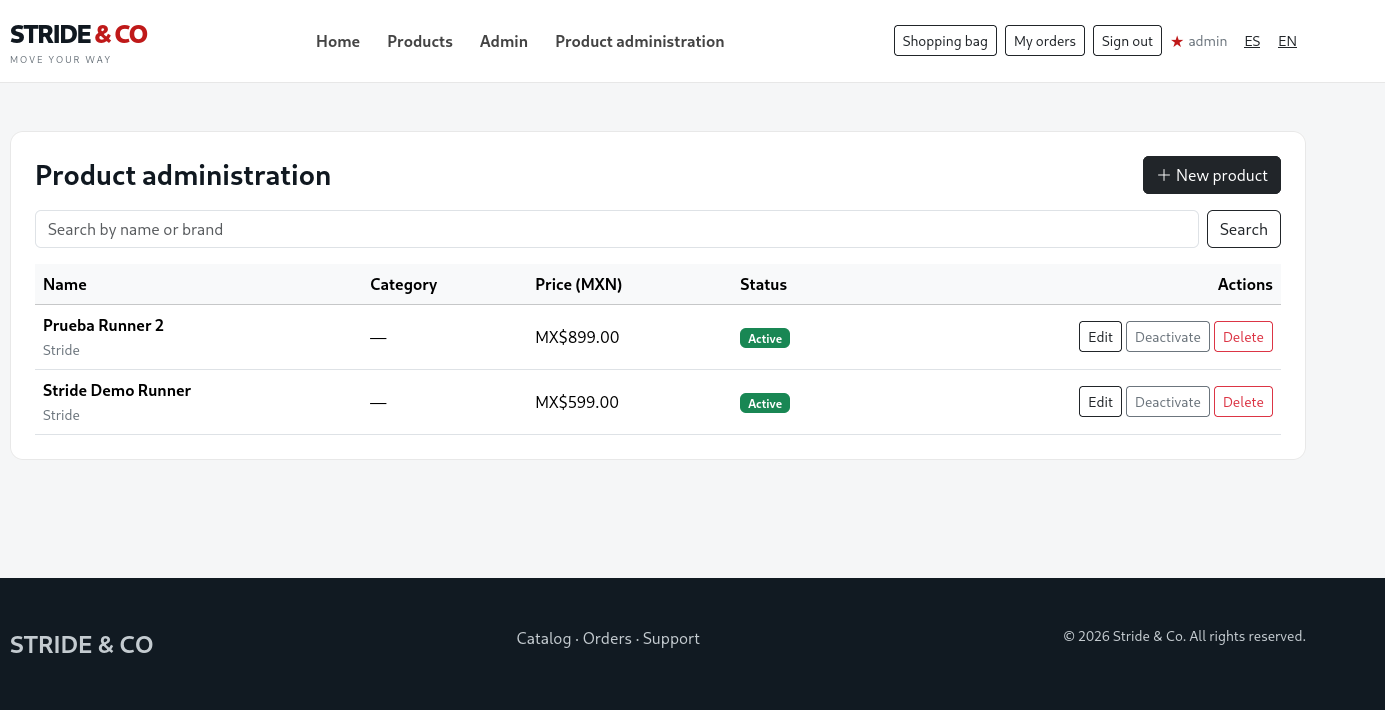 STRIDE & CO
MOVE YOUR WAY
Home Products Admin Product administration
Shopping bag My orders Sign out ★ admin ES EN
Product administration
+ New product
Search by name or brand Search
Name Category Price (MXN) Status Actions
Prueba Runner 2
Stride
— MX$899.00 Active Edit Deactivate Delete
Stride Demo Runner
Stride
— MX$599.00 Active Edit Deactivate Delete
STRIDE & CO
Catalog · Orders · Support
© 2026 Stride & Co. All rights reserved.